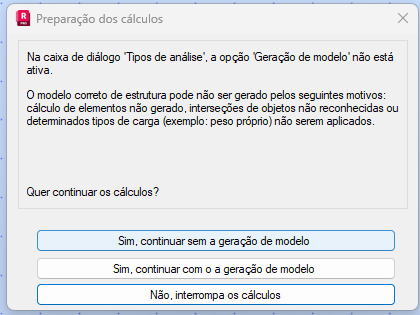 R
PRO
Preparação dos cálculos
Na caixa de diálogo 'Tipos de análise', a opção 'Geração de modelo' não está
ativa.
O modelo correto de estrutura pode não ser gerado pelos seguintes motivos:
cálculo de elementos não gerado, interseções de objetos não reconhecidas ou
determinados tipos de carga (exemplo: peso próprio) não serem aplicados.
Quer continuar os cálculos?
Sim, continuar sem a geração de modelo
Sim, continuar com o a geração de modelo
Não, interrompa os cálculos